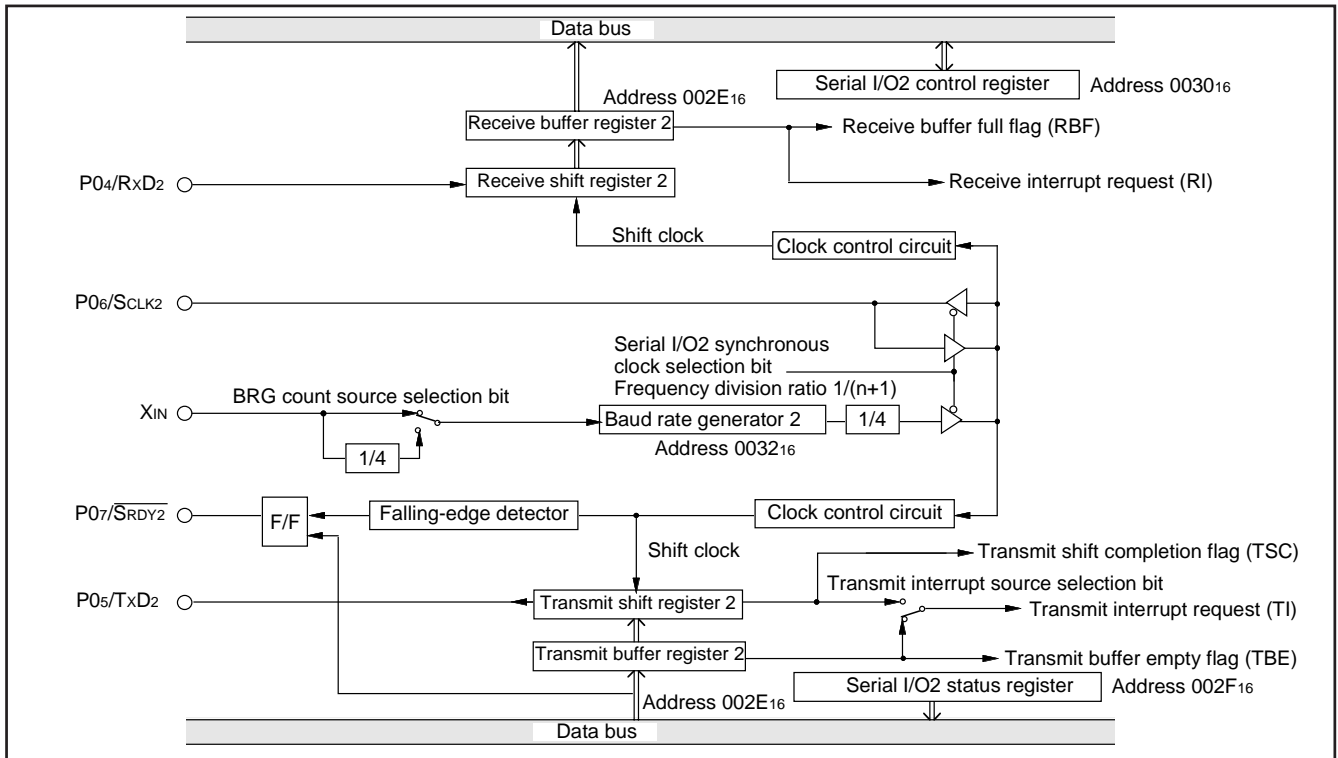 Data bus
Serial I/O2 control register Address 003016
Address 002E16
Receive buffer register 2 Receive buffer full flag (RBF)
P04/RXD2 Receive shift register 2 Receive interrupt request (RI)
Shift clock Clock control circuit
P06/SCLK2
Serial I/O2 synchronous
clock selection bit
BRG count source selection bit Frequency division ratio 1/(n+1)
XIN Baud rate generator 2 1/4
1/4 Address 003216
P07/SRDY2 F/F Falling-edge detector Clock control circuit
Shift clock Transmit shift completion flag (TSC)
Transmit interrupt source selection bit
P05/TXD2 Transmit shift register 2 Transmit interrupt request (TI)
Transmit buffer register 2 Transmit buffer empty flag (TBE)
Address 002E16 Serial I/O2 status register Address 002F16
Data bus